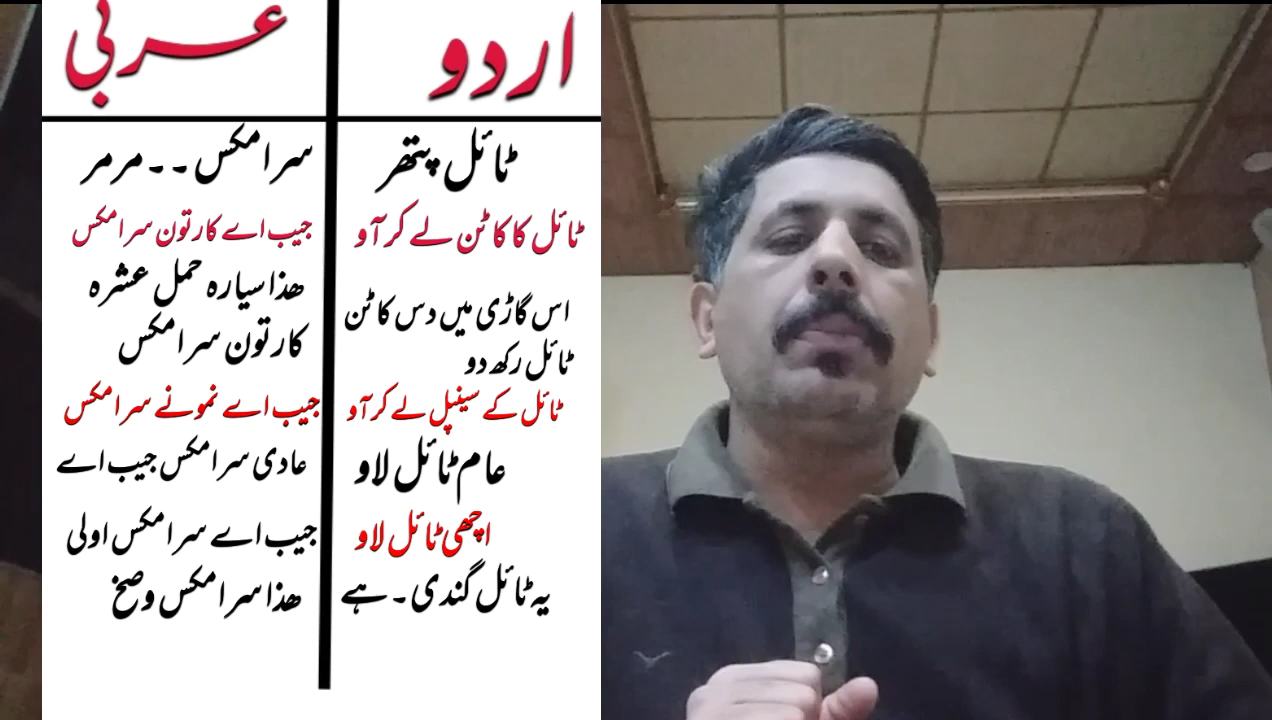 اردو
عربی
ٹائل پتھر
سرامکس۔۔مرمر
ٹائل کا کاٹن لے کر آو
جیب اے کارتون سرامکس
اس گاڑی میں دس کاٹن
ٹائل رکھ دو
ھذا سیارہ حمل عشرہ
کارتون سرامکس
ٹائل کے سینپل لے کر آو
جیب اے نمونے سرامکس
عام ٹائل لاو
عادی سرامکس جیب اے
اچھی ٹائل لاو
جیب اے سرامکس اولی
یہ ٹائل گندی۔ ہے
ھذا سرامکس وصخ